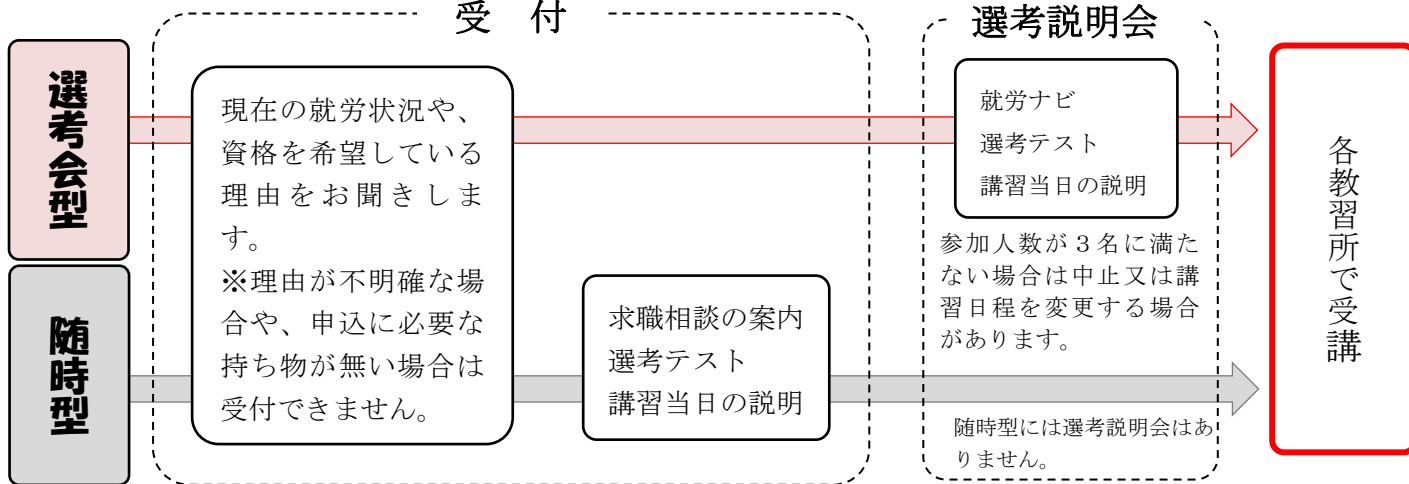 受　付
選考説明会
選考会型
現在の就労状況や、
資格を希望している
理由をお聞きしま
す。
※理由が不明確な場
合や、申込に必要な
持ち物が無い場合は
受付できません。
就労ナビ
選考テスト
講習当日の説明
参加人数が３名に満た
ない場合は中止又は講
習日程を変更する場合
があります。
随時型
求職相談の案内
選考テスト
講習当日の説明
随時型には選考説明会はあ
りません。
各教習所で受講